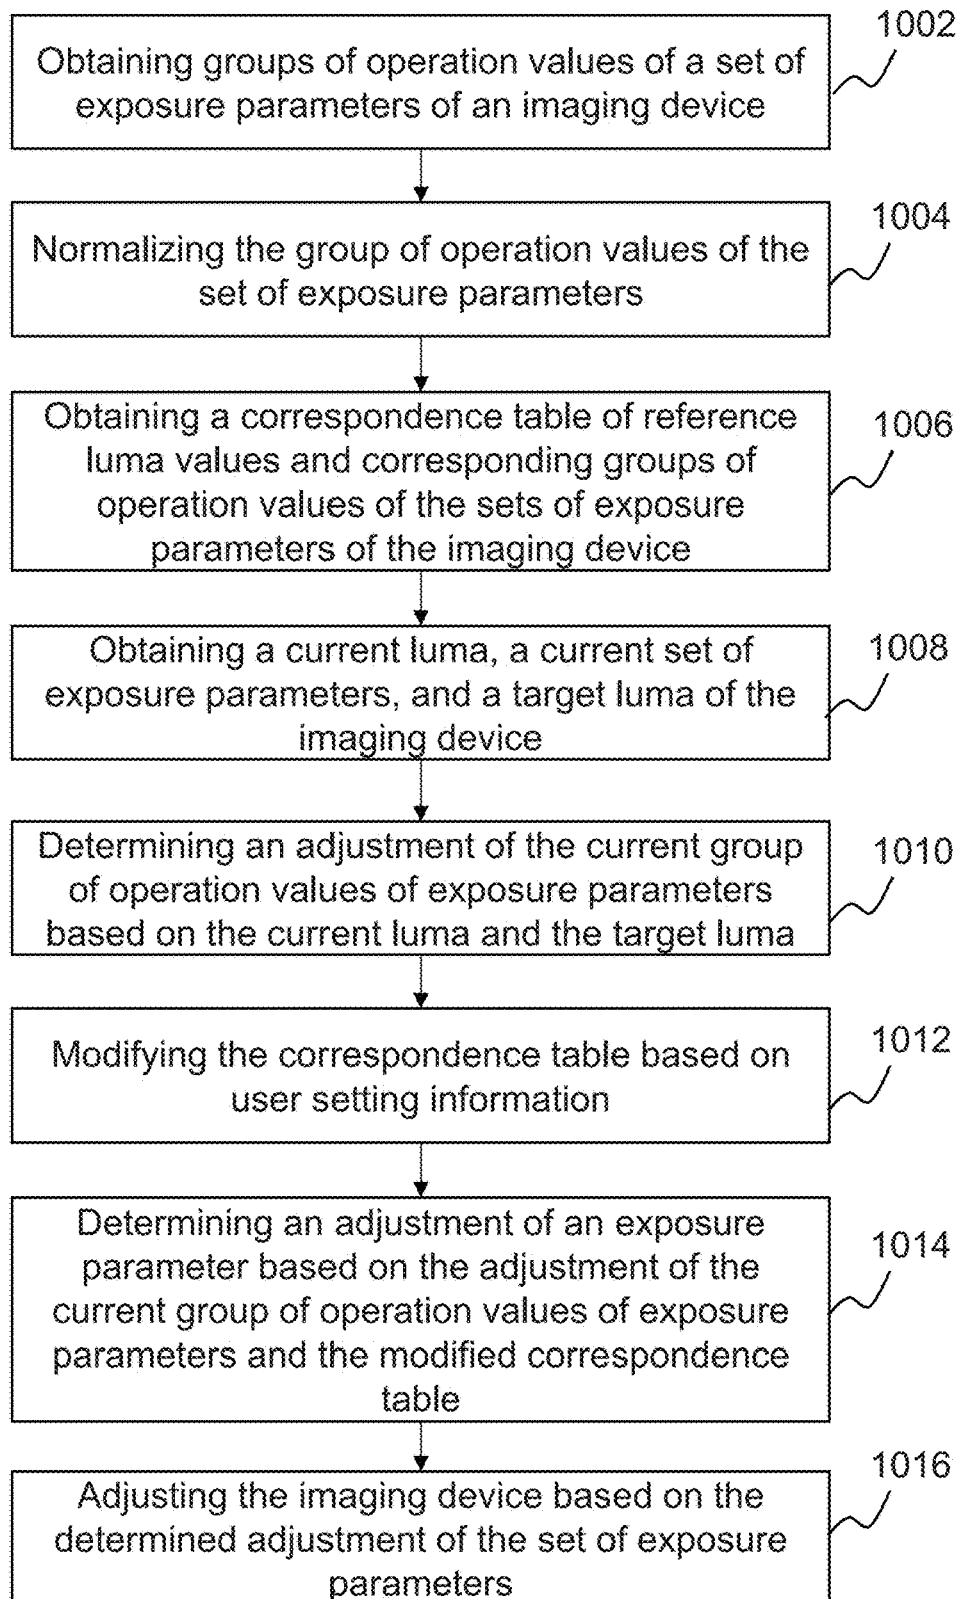 1002
Obtaining groups of operation values of a set of
exposure parameters of an imaging device
1004
Normalizing the group of operation values of the
set of exposure parameters
1006
Obtaining a correspondence table of reference
luma values and corresponding groups of
operation values of the sets of exposure
parameters of the imaging device
1008
Obtaining a current luma, a current set of
exposure parameters, and a target luma of the
imaging device
1010
Determining an adjustment of the current group
of operation values of exposure parameters
based on the current luma and the target luma
1012
Modifying the correspondence table based on
user setting information
1014
Determining an adjustment of an exposure
parameter based on the adjustment of the
current group of operation values of exposure
parameters and the modified correspondence
table
1016
Adjusting the imaging device based on the
determined adjustment of the set of exposure
parameters